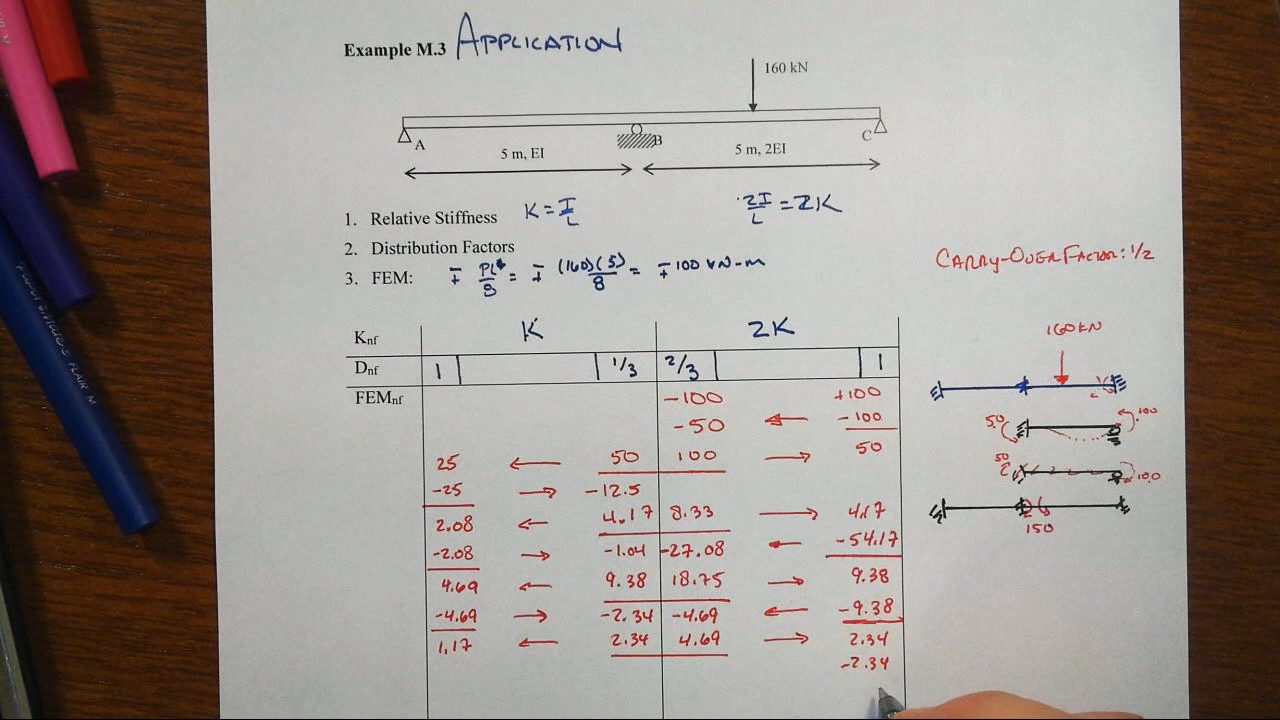 Example M.3 APPLICATION
160 kN
A B C
5 m, EI 5 m, 2EI
1. Relative Stiffness K = I/L 2I/L = 2K
2. Distribution Factors
3. FEM: ∓ PL/8 = ∓ (160)(5)/8 = ∓100 kN-m
CARRY-OVER FACTOR: 1/2
Knf K 2K
Dnf 1 1/3 2/3 1
FEMnf -100 +100
-50 ← -100
50
25 ← 50 100 →
-25 → -12.5
2.08 ← 4.17 8.33 → 4.17
-2.08 → -1.04 -27.08 ← -54.17
4.69 ← 9.38 18.75 → 9.38
-4.69 → -2.34 -4.69 ← -9.38
1.17 ← 2.34 4.69 → 2.34
-2.34
160 kN
50 100
50 100
150
FLAIR M